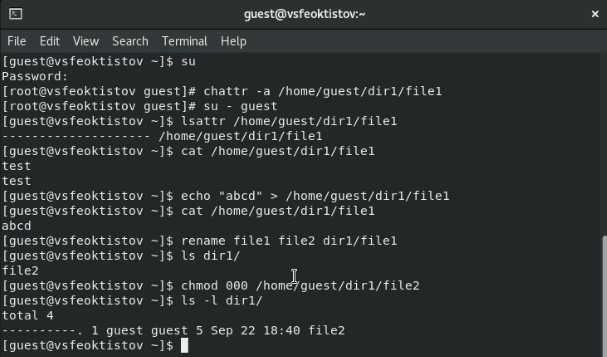 guest@vsfeoktistov:~
File Edit View Search Terminal Help
[guest@vsfeoktistov ~]$ su
Password:
[root@vsfeoktistov guest]# chattr -a /home/guest/dir1/file1
[root@vsfeoktistov guest]# su - guest
[guest@vsfeoktistov ~]$ lsattr /home/guest/dir1/file1
-------------------- /home/guest/dir1/file1
[guest@vsfeoktistov ~]$ cat /home/guest/dir1/file1
test
test
[guest@vsfeoktistov ~]$ echo "abcd" > /home/guest/dir1/file1
[guest@vsfeoktistov ~]$ cat /home/guest/dir1/file1
abcd
[guest@vsfeoktistov ~]$ rename file1 file2 dir1/file1
[guest@vsfeoktistov ~]$ ls dir1/
file2
[guest@vsfeoktistov ~]$ chmod 000 /home/guest/dir1/file2
[guest@vsfeoktistov ~]$ ls -l dir1/
total 4
----------. 1 guest guest 5 Sep 22 18:40 file2
[guest@vsfeoktistov ~]$